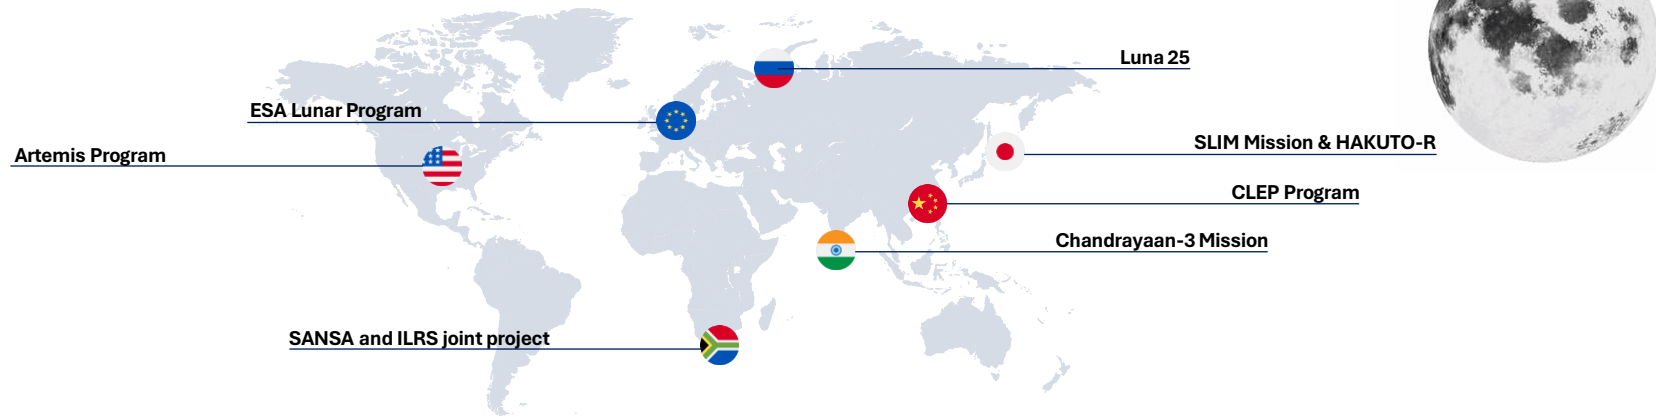 Luna 25
ESA Lunar Program
SLIM Mission & HAKUTO-R
Artemis Program
CLEP Program
Chandrayaan-3 Mission
SANSA and ILRS joint project